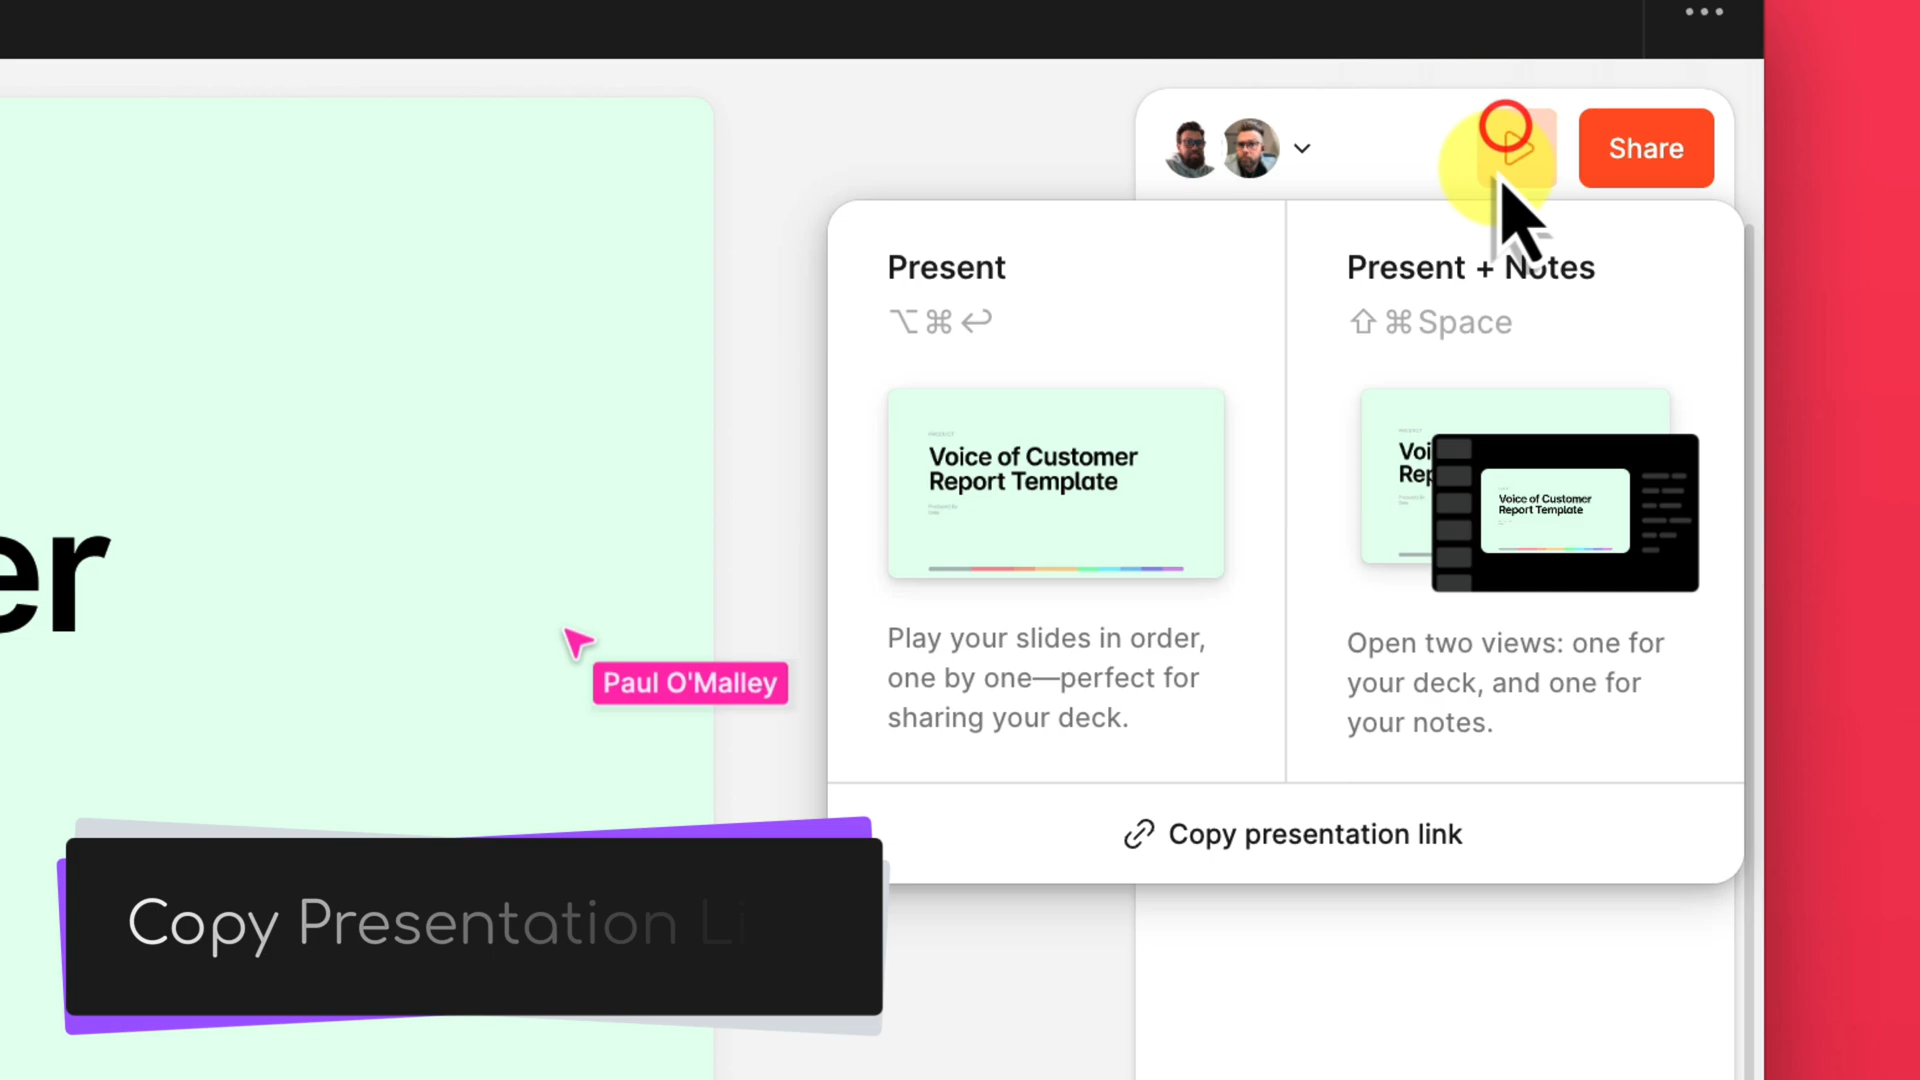 Share
Present
⌥⌘↩
Present + Notes
⇧⌘Space
Voice of Customer
Report Template
Voice of Customer
Report Template
Play your slides in order,
one by one—perfect for
sharing your deck.
Open two views: one for
your deck, and one for
your notes.
Copy presentation link
er
Paul O'Malley
Copy Presentation Li